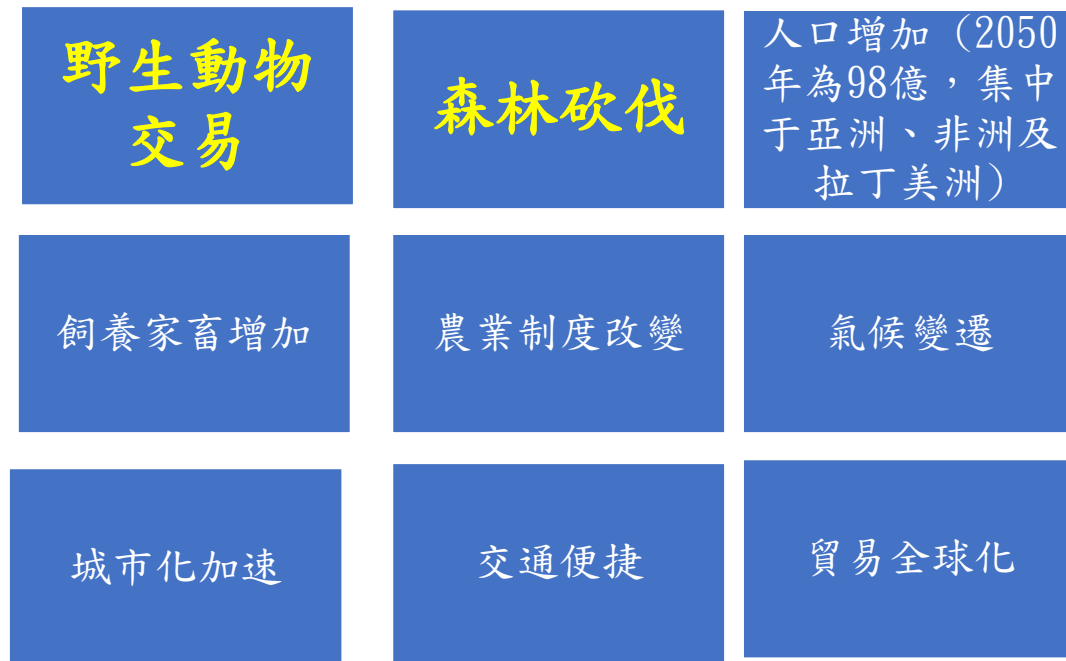 野生動物
交易
森林砍伐
人口增加（2050
年為98億，集中
于亞洲、非洲及
拉丁美洲）
飼養家畜增加
農業制度改變
氣候變遷
城市化加速
交通便捷
貿易全球化